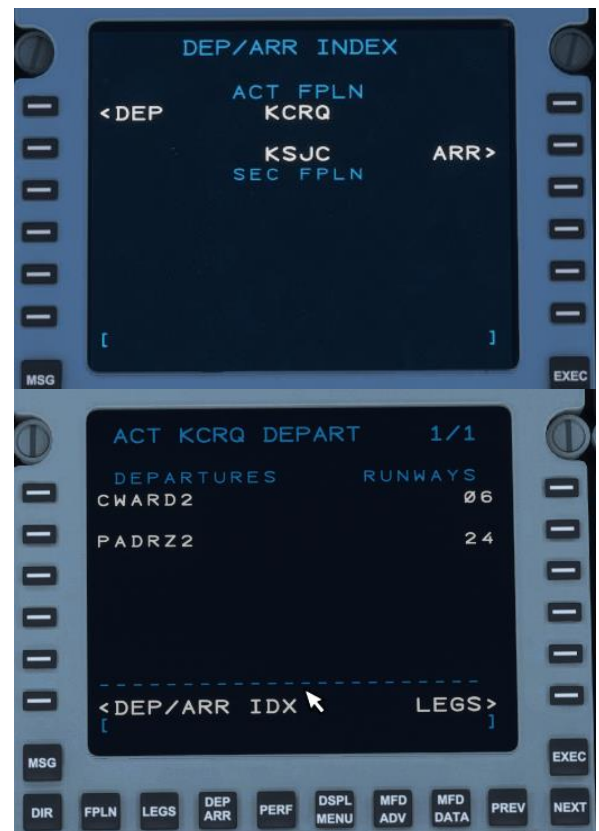 DEP/ARR INDEX
ACT FPLN
<DEP KCRQ
KSJC ARR>
SEC FPLN
[ ]
MSG EXEC
ACT KCRQ DEPART 1/1
DEPARTURES RUNWAYS
CWARD2 Ø6
PADRZ2 24
--------------------------
<DEP/ARR IDX LEGS>
[ ]
MSG EXEC
DIR FPLN LEGS DEP ARR PERF DSPL MENU MFD ADV MFD DATA PREV NEXT